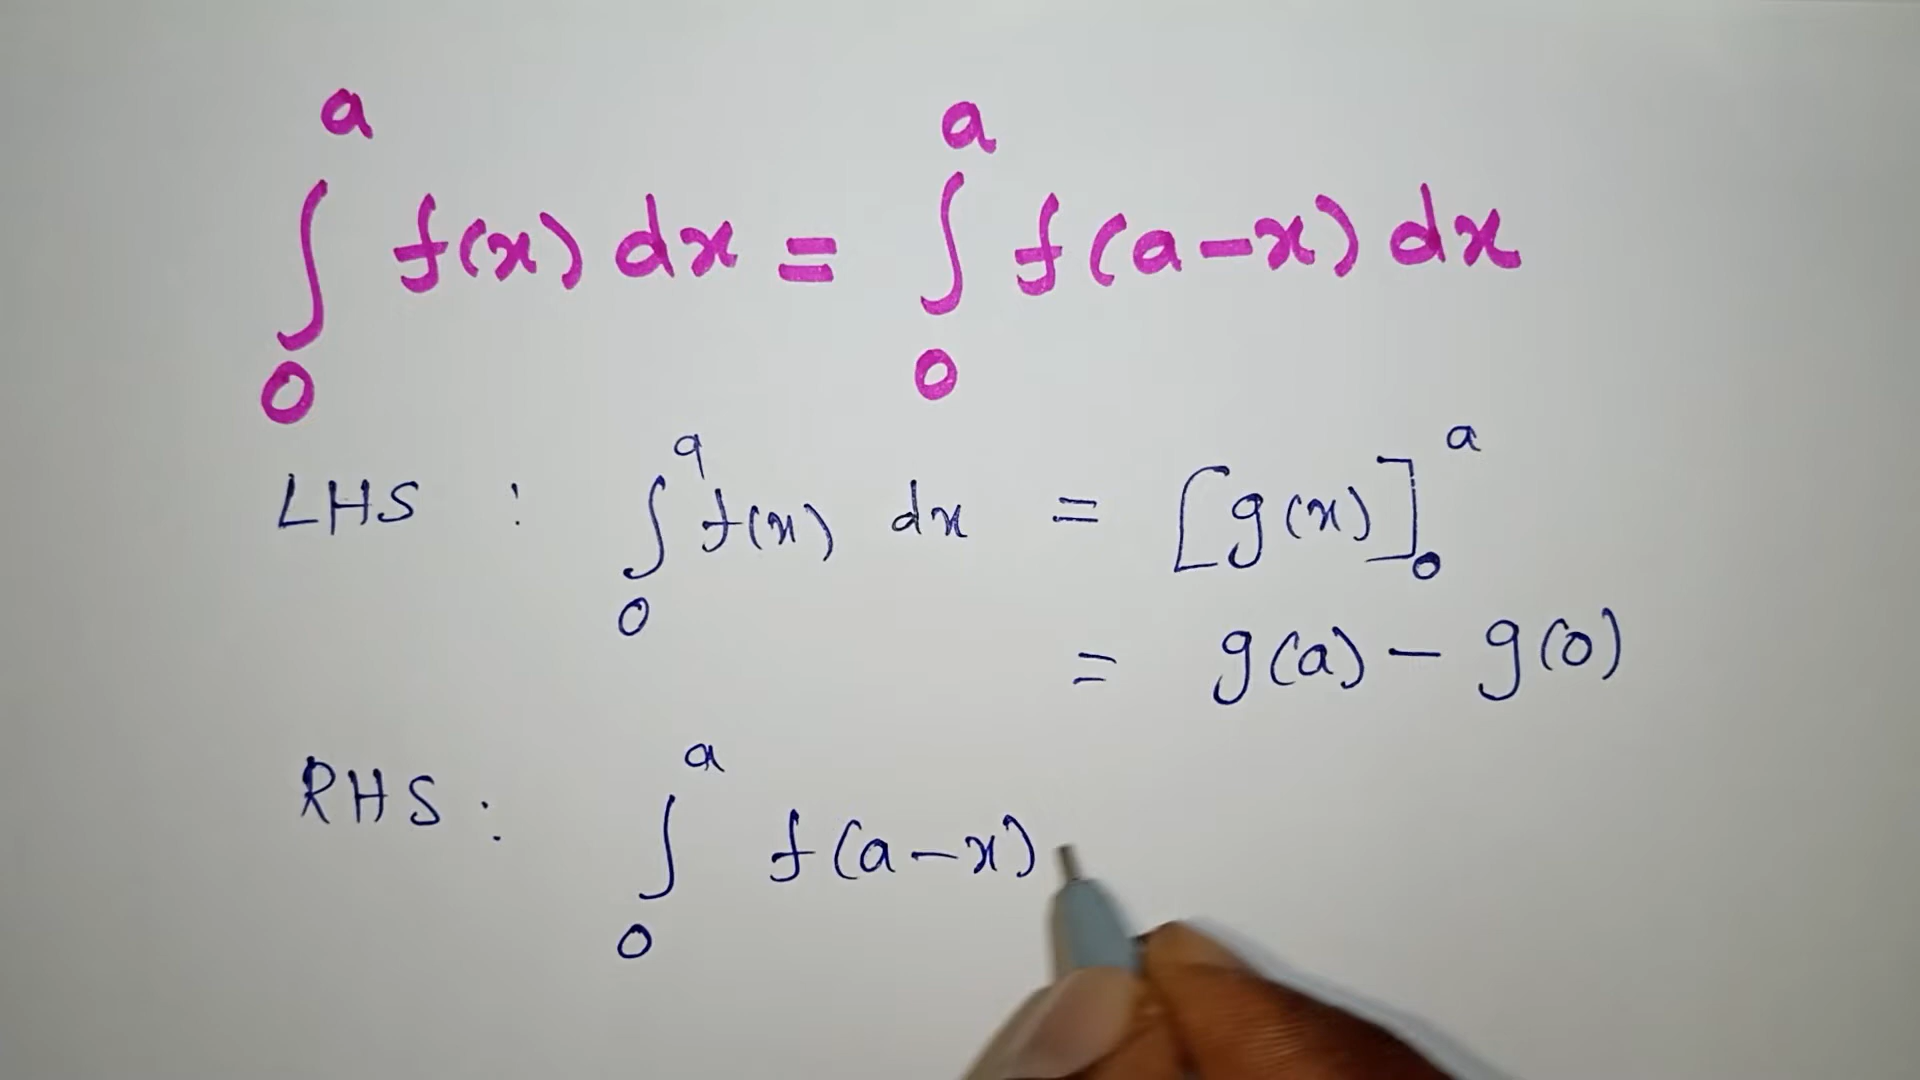 ∫₀ᵃ f(x) dx = ∫₀ᵃ f(a-x) dx
LHS : ∫₀ᵃ f(x) dx = [g(x)]₀ᵃ
= g(a) - g(0)
RHS : ∫₀ᵃ f(a-x)